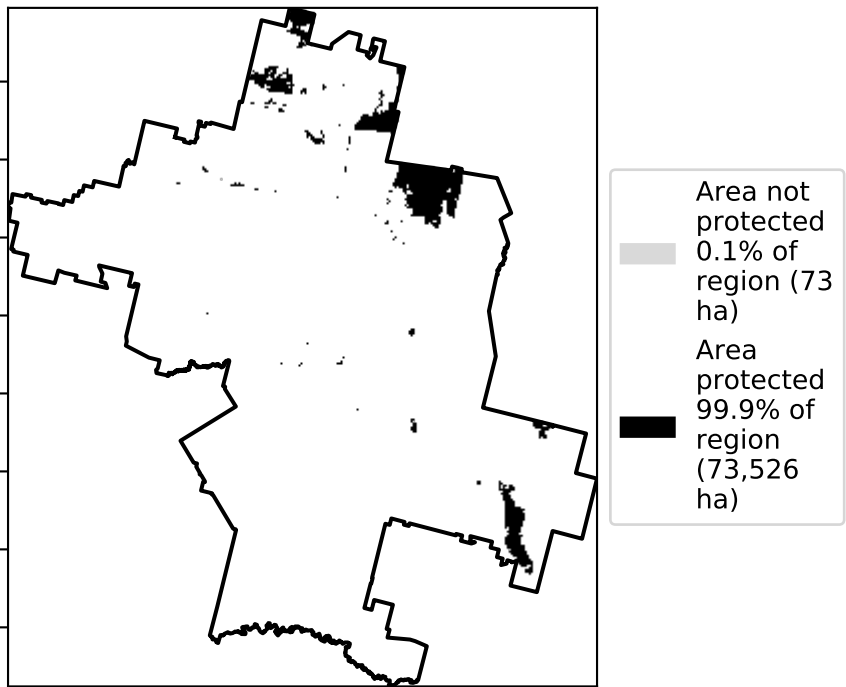 Area not
protected
0.1% of
region (73
ha)
Area
protected
99.9% of
region
(73,526
ha)